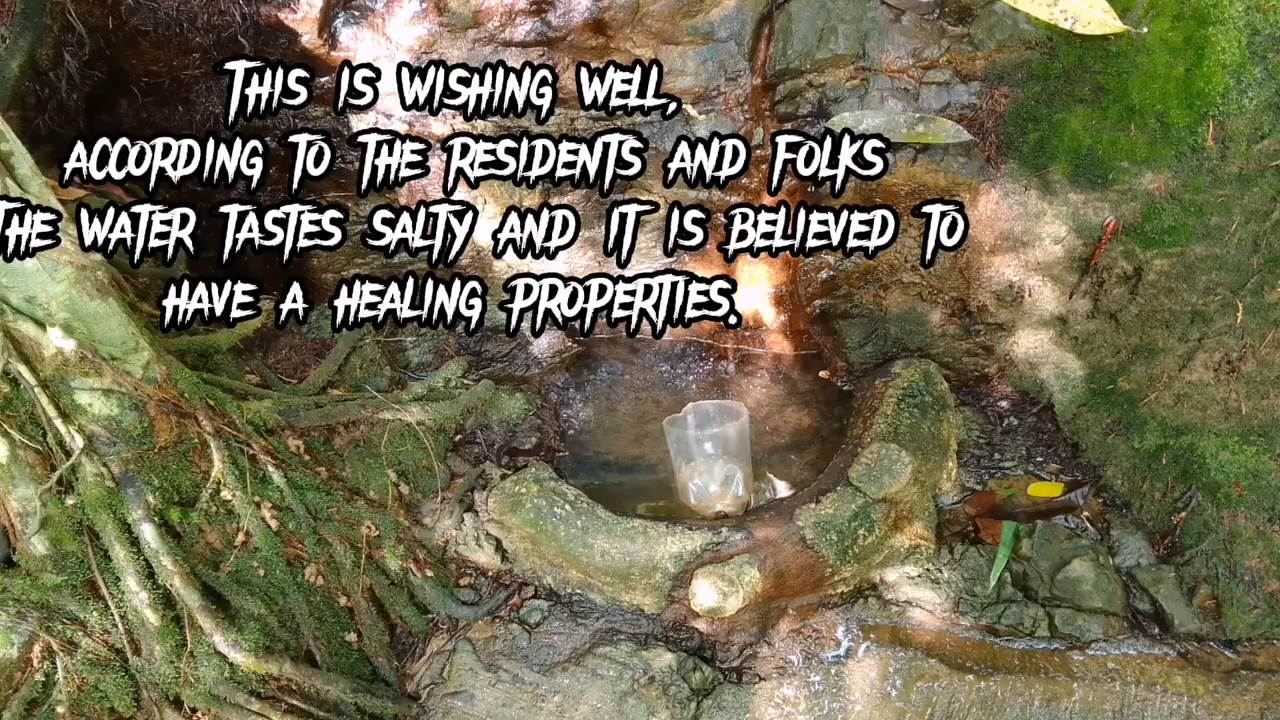 This is wishing well,
according to the residents and folks
the water tastes salty and it is believed to
have a healing properties.